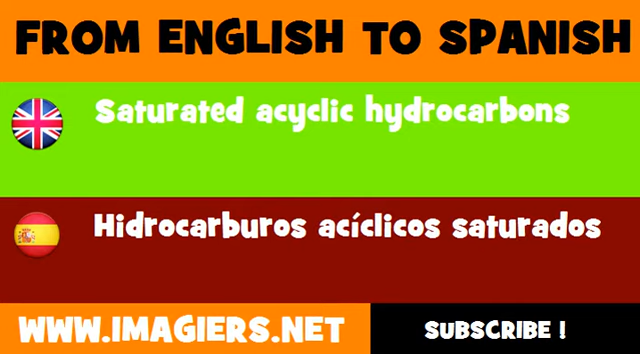 FROM ENGLISH TO SPANISH
Saturated acyclic hydrocarbons
Hidrocarburos acíclicos saturados
WWW.IMAGIERS.NET
SUBSCRIBE !